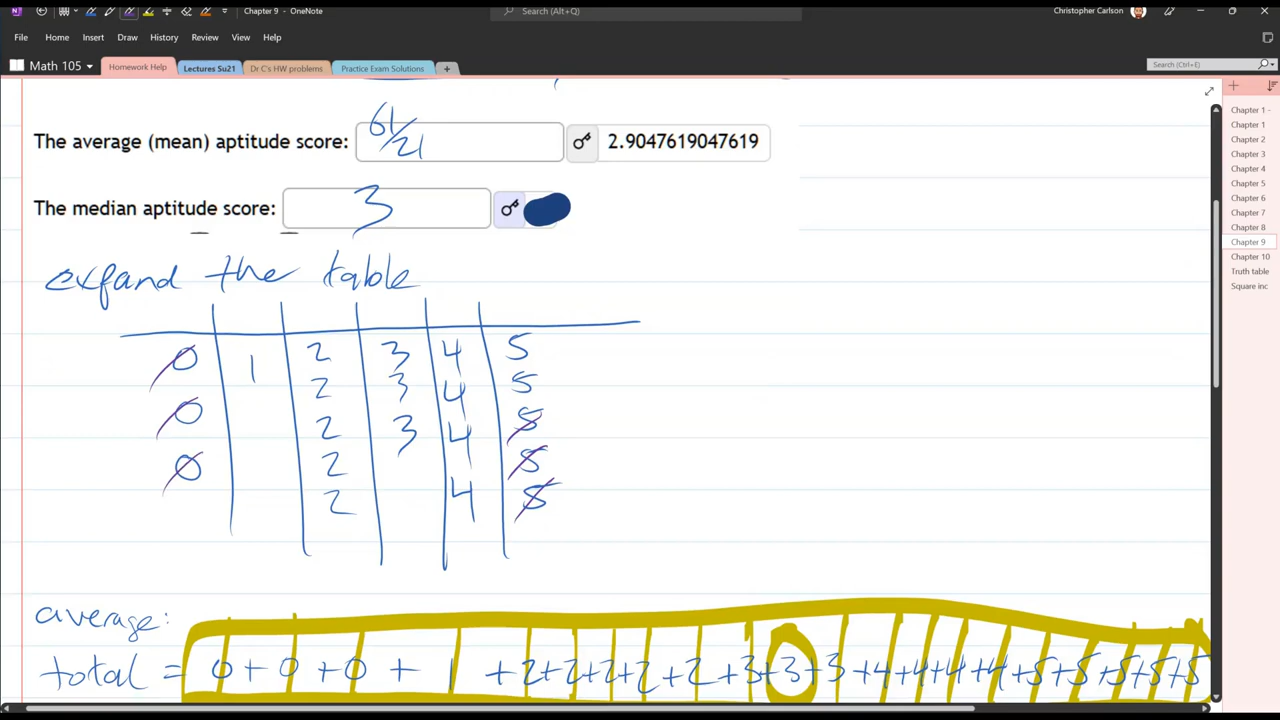 Chapter 9 - OneNote
Search (Alt+Q)
Christopher Carlson
File Home Insert Draw History Review View Help
Math 105
Homework Help
Lectures Su21
Dr C's HW problems
Practice Exam Solutions
Search (Ctrl+E)
Chapter 1 -
Chapter 1
Chapter 2
Chapter 3
Chapter 4
Chapter 5
Chapter 6
Chapter 7
Chapter 8
Chapter 9
Chapter 10
Truth table
Square inc
The average (mean) aptitude score: 61/21 2.9047619047619
The median aptitude score: 3
expand the table
0 1 2 3 4 5
2 3 4 5
0 2 3 4 5
0 2 5
2 4 5
average:
total = 0+0+0+1+2+2+2+2+2+3+3+3+4+4+4+4+5+5+5+5+5